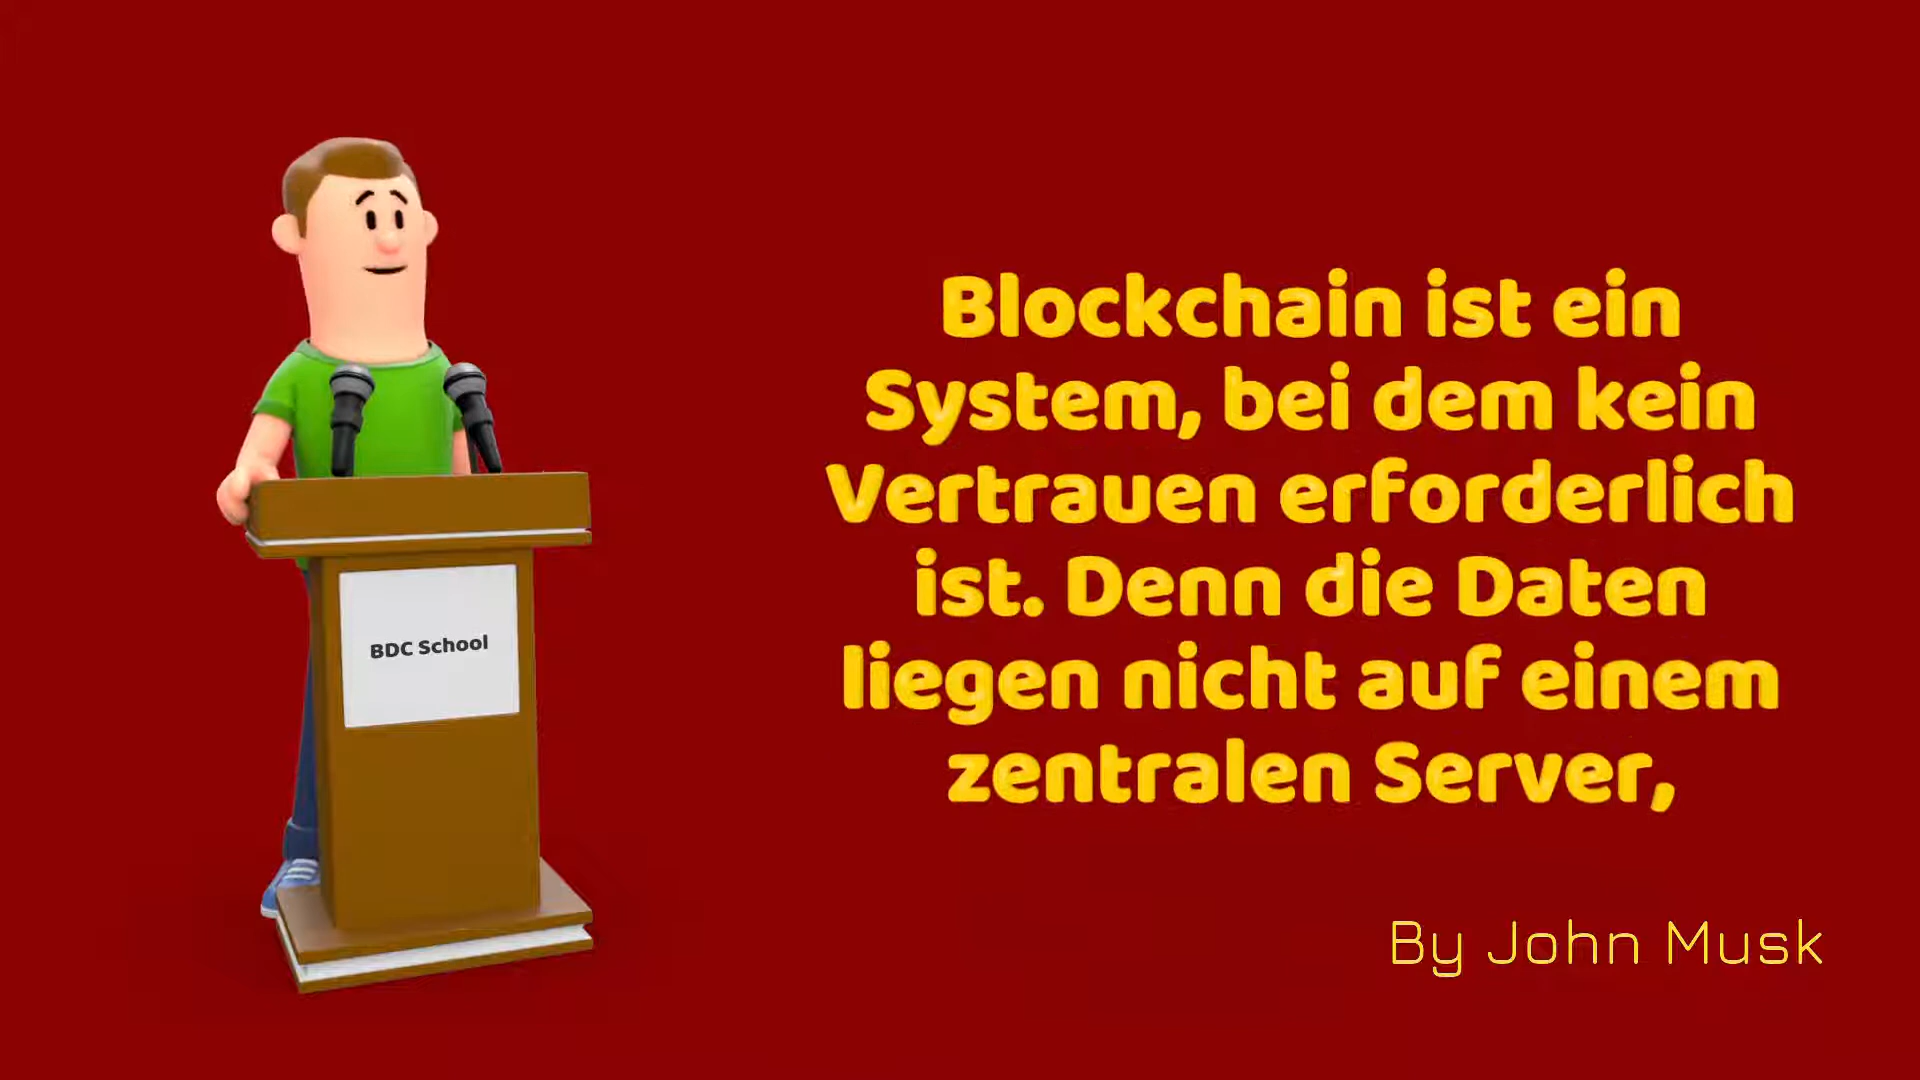 Blockchain ist ein
System, bei dem kein
Vertrauen erforderlich
ist. Denn die Daten
liegen nicht auf einem
zentralen Server,
BDC School
By John Musk